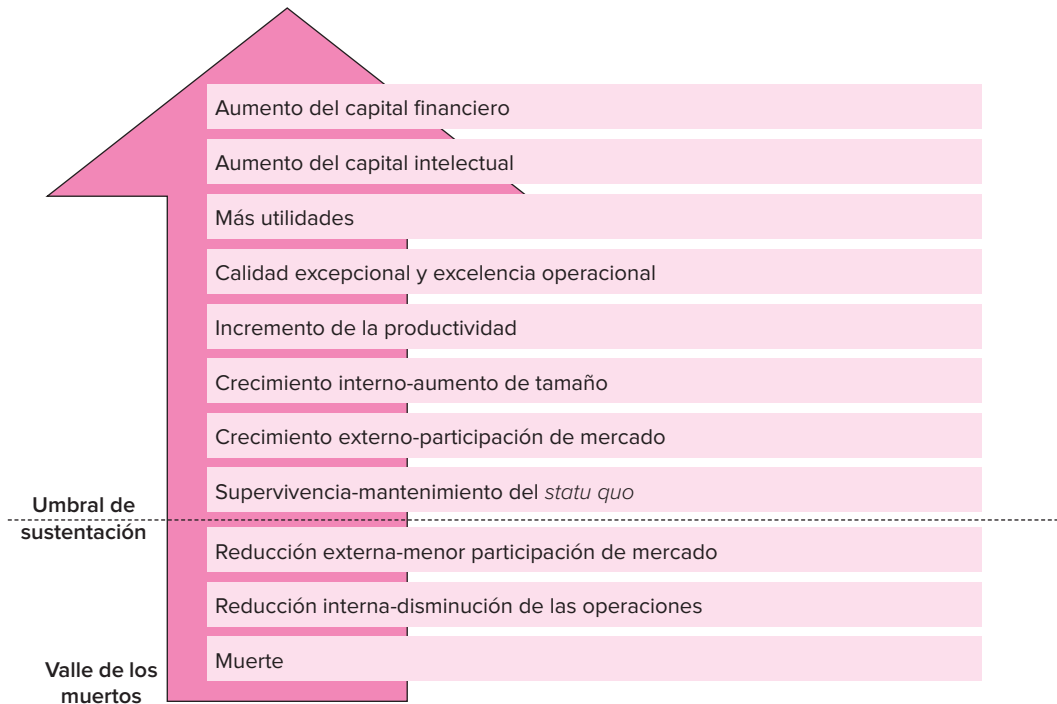 Aumento del capital financiero
Aumento del capital intelectual
Más utilidades
Calidad excepcional y excelencia operacional
Incremento de la productividad
Crecimiento interno-aumento de tamaño
Crecimiento externo-participación de mercado
Supervivencia-mantenimiento del statu quo
Umbral de
sustentación
Reducción externa-menor participación de mercado
Reducción interna-disminución de las operaciones
Muerte
Valle de los
muertos